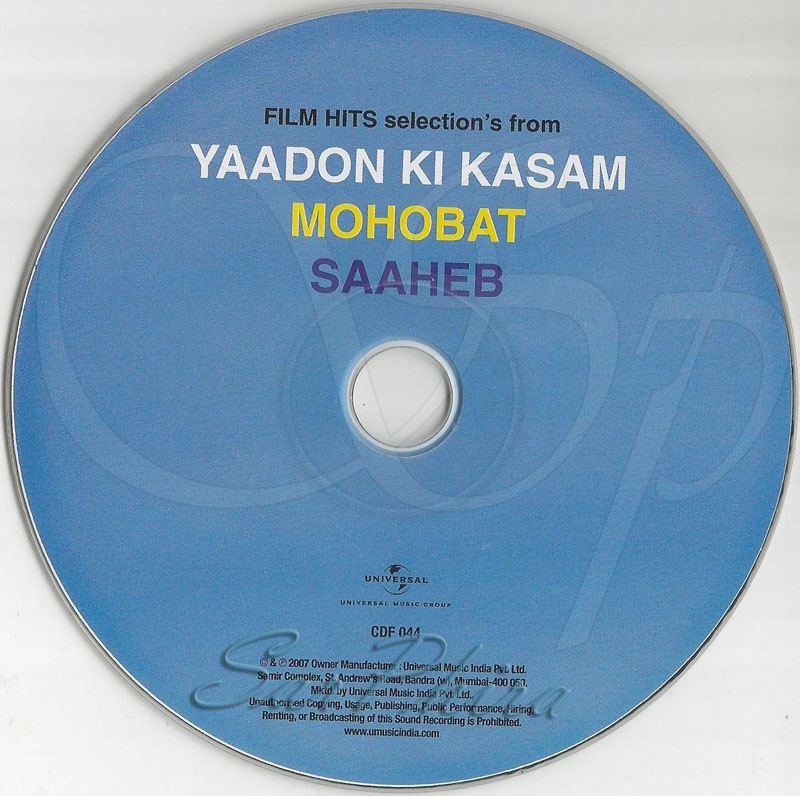 FILM HITS selection's from
YAADON KI KASAM
MOHOBAT
SAAHEB
UNIVERSAL
UNIVERSAL MUSIC GROUP
CDF 044
© & ℗ 2007 Owner Manufacturer : Universal Music India Pvt. Ltd.
Samir Complex, St. Andrew's Road, Bandra (w), Mumbai-400 050,
Mktd. by Universal Music India Pvt. Ltd.,
Unauthorised Copying, Usage, Publishing, Public Performance, hiring,
Renting, or Broadcasting of this Sound Recording is Prohibited.
www.umusicindia.com